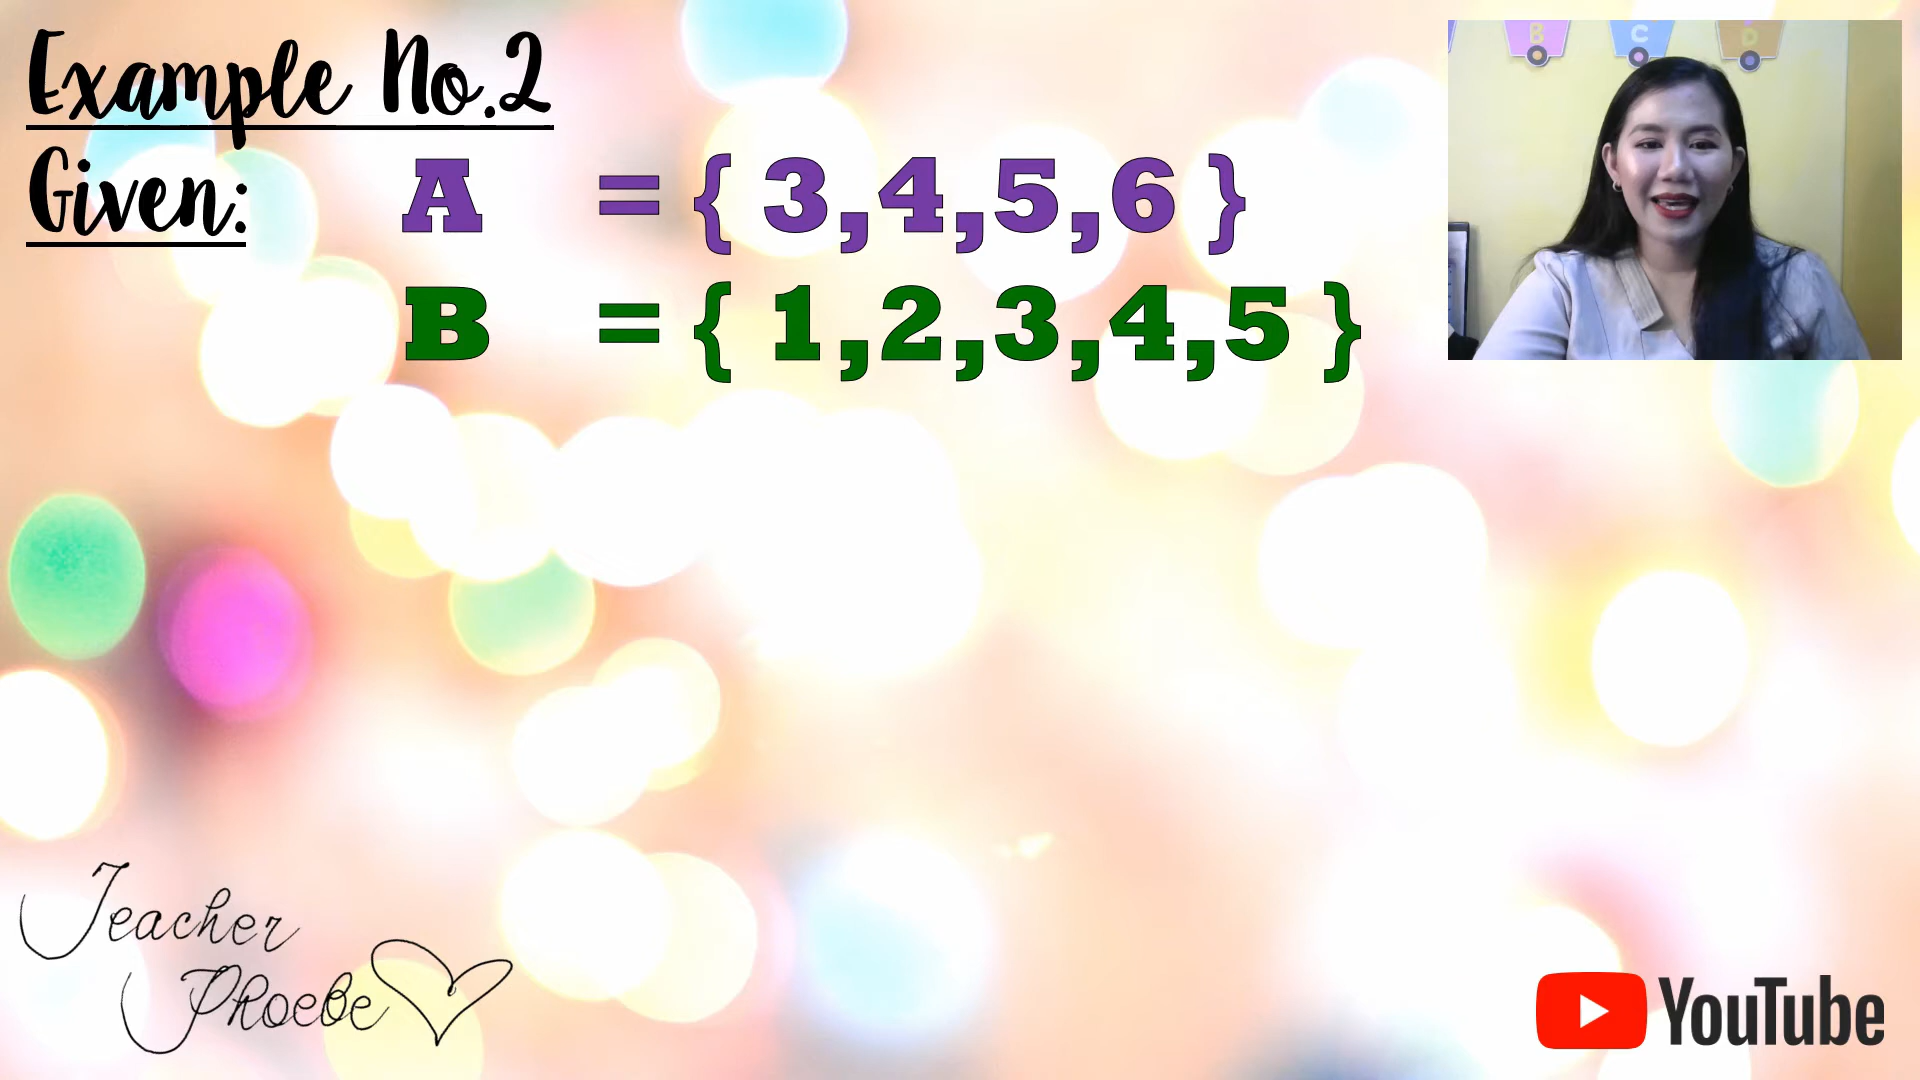 Example No.2
Given:
A = { 3,4,5,6 }
B = { 1,2,3,4,5 }
B C D
Teacher
Phoebe
YouTube